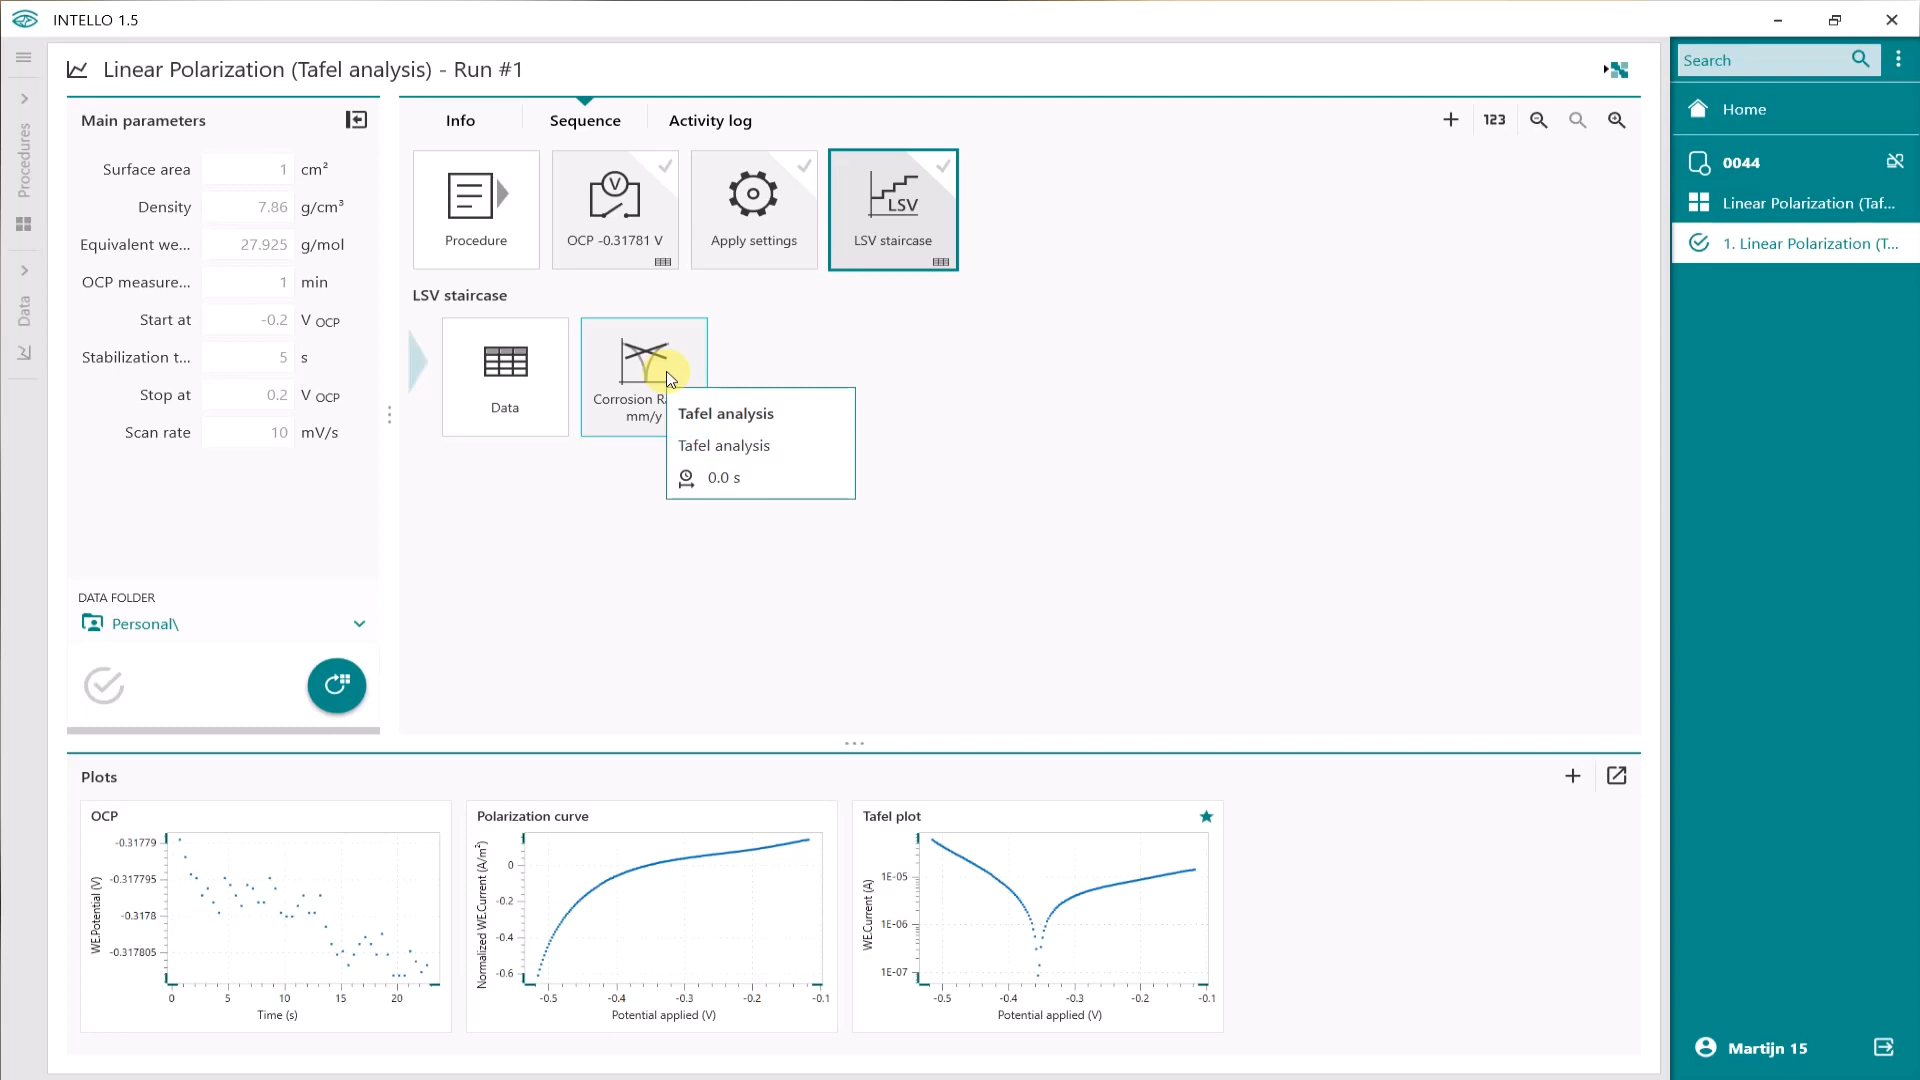 INTELLO 1.5
Linear Polarization (Tafel analysis) - Run #1
Search
Home
0044
Linear Polarization (Taf...
1. Linear Polarization (T...
Procedures
Data
Main parameters
Surface area 1 cm²
Density 7.86 g/cm³
Equivalent we... 27.925 g/mol
OCP measure... 1 min
Start at -0.2 V OCP
Stabilization t... 5 s
Stop at 0.2 V OCP
Scan rate 10 mV/s
DATA FOLDER
Personal\
Info Sequence Activity log
123
Procedure
V
OCP -0.31781 V
Apply settings
LSV
LSV staircase
LSV staircase
Data
Corrosion
mm/y
Tafel analysis
Tafel analysis
0.0 s
Plots
OCP
-0.31779
-0.317795
-0.3178
-0.317805
WE.Potential (V)
0 5 10 15 20
Time (s)
Polarization curve
0
-0.2
-0.4
-0.6
Normalized WE.Current (A/m²)
-0.5 -0.4 -0.3 -0.2 -0.1
Potential applied (V)
Tafel plot
1E-05
1E-06
1E-07
WE.Current (A)
-0.5 -0.4 -0.3 -0.2 -0.1
Potential applied (V)
Martijn 15